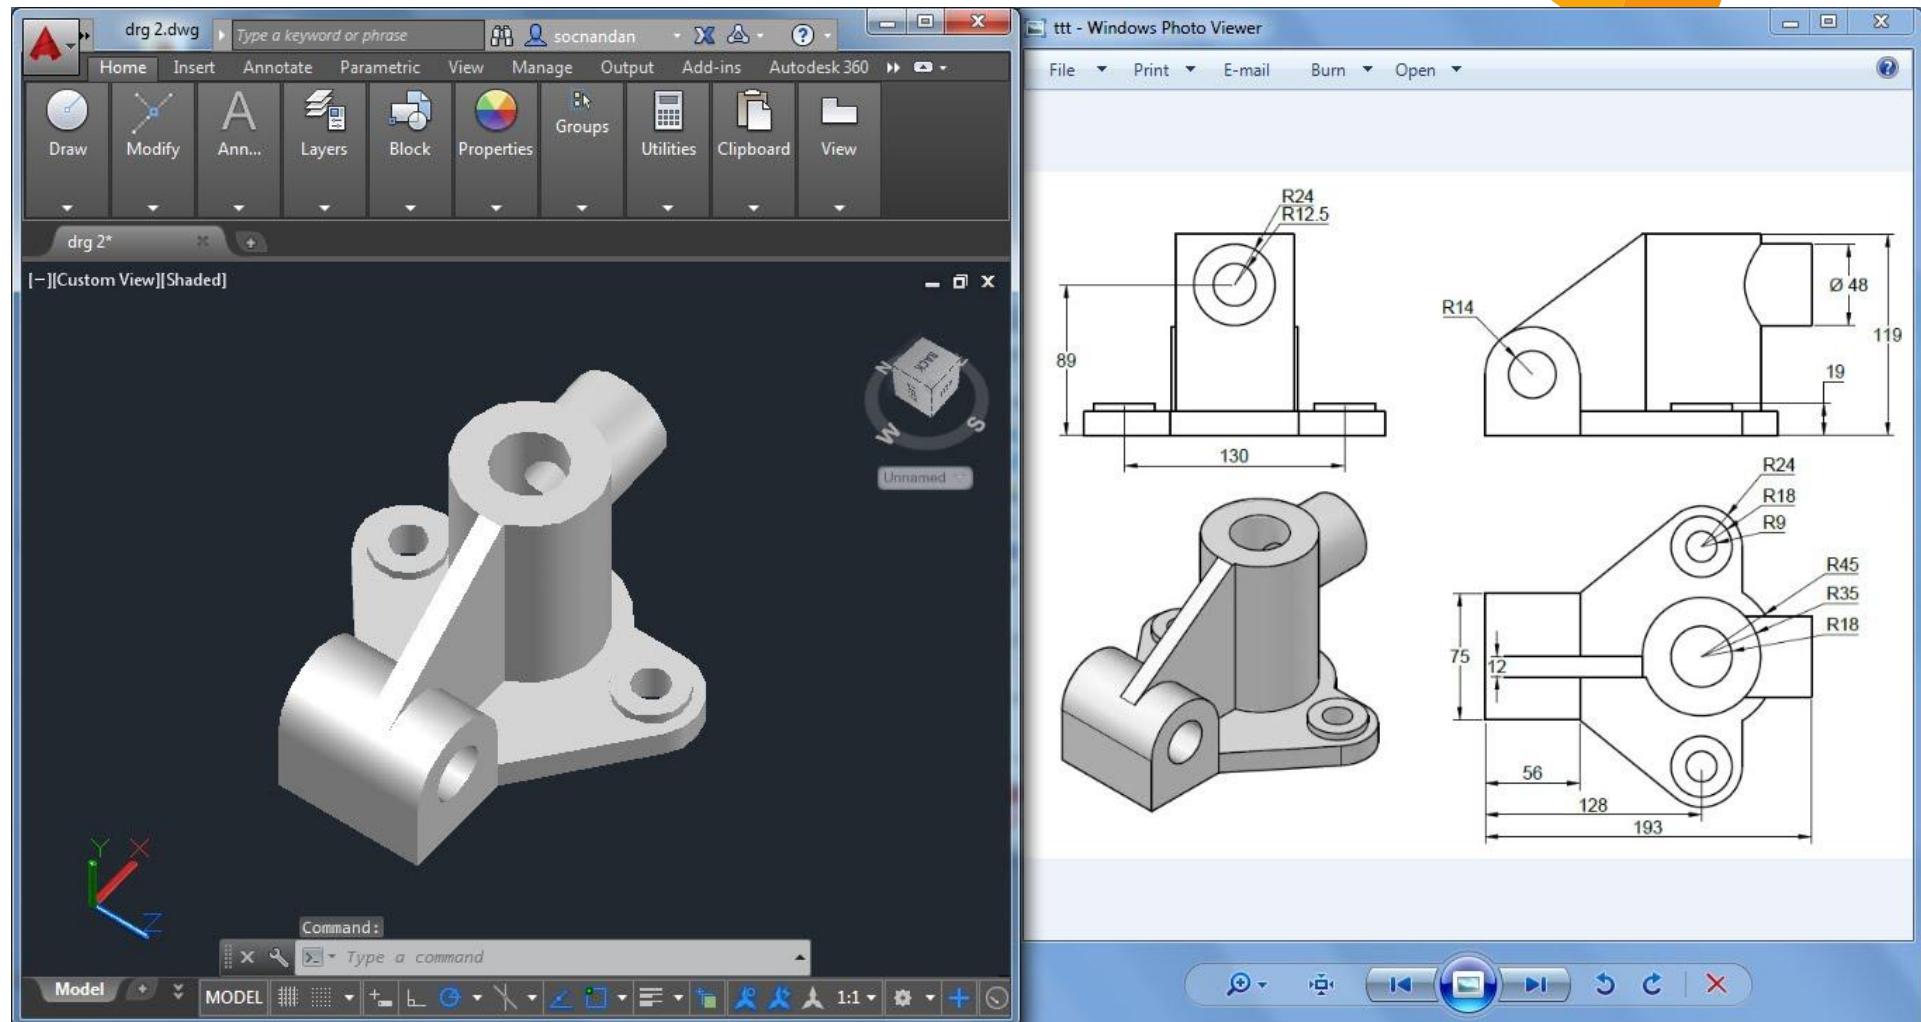 drg 2.dwg
Type a keyword or phrase
socnandan
Home Insert Annotate Parametric View Manage Output Add-ins Autodesk 360
Draw Modify Ann... Layers Block Properties Groups Utilities Clipboard View
drg 2*
[−][Custom View][Shaded]
N
BACK
W S
Unnamed
Y X
Z
Command:
Type a command
Model
MODEL 1:1
ttt - Windows Photo Viewer
File Print E-mail Burn Open
R24
R12.5
89
130
R14
Ø 48
119
19
R24
R18
R9
R45
R35
R18
75
12
56
128
193